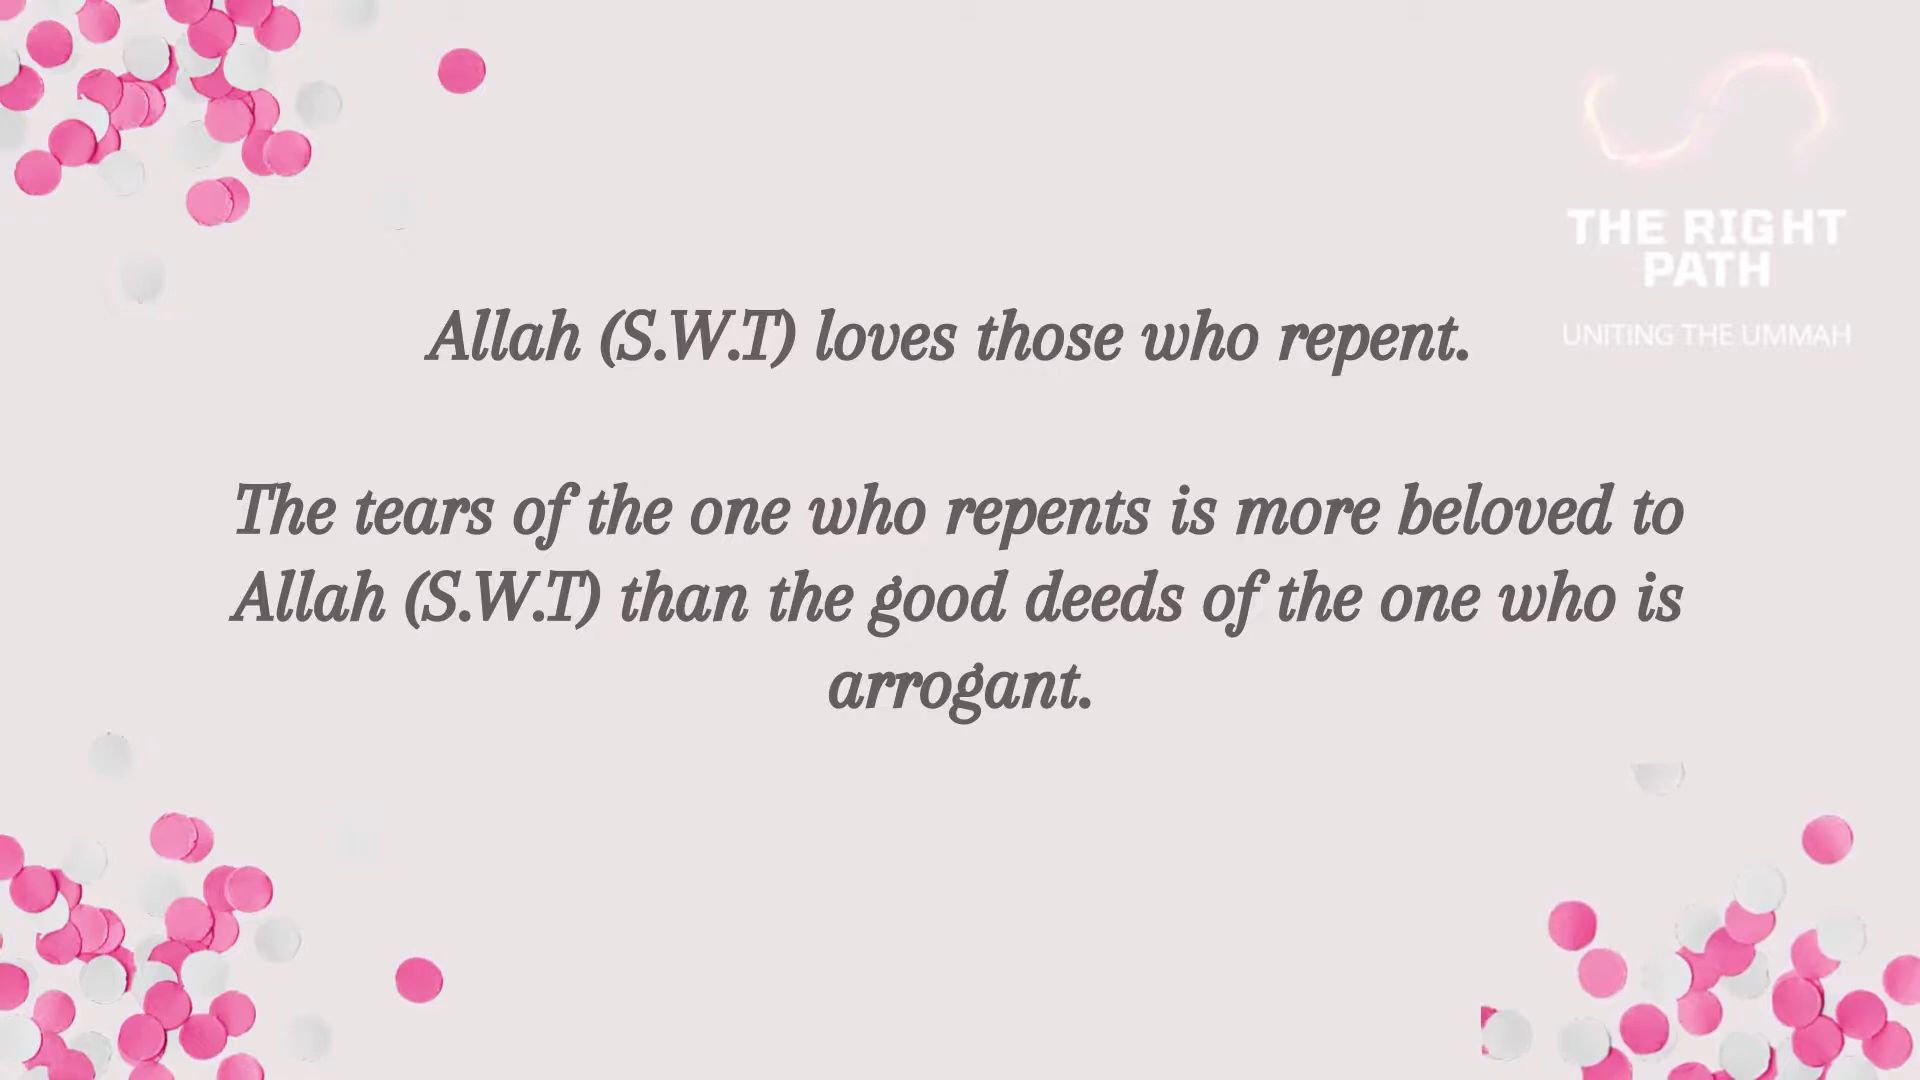 THE RIGHT
PATH
UNITING THE UMMAH
Allah (S.W.T) loves those who repent.
The tears of the one who repents is more beloved to
Allah (S.W.T) than the good deeds of the one who is
arrogant.